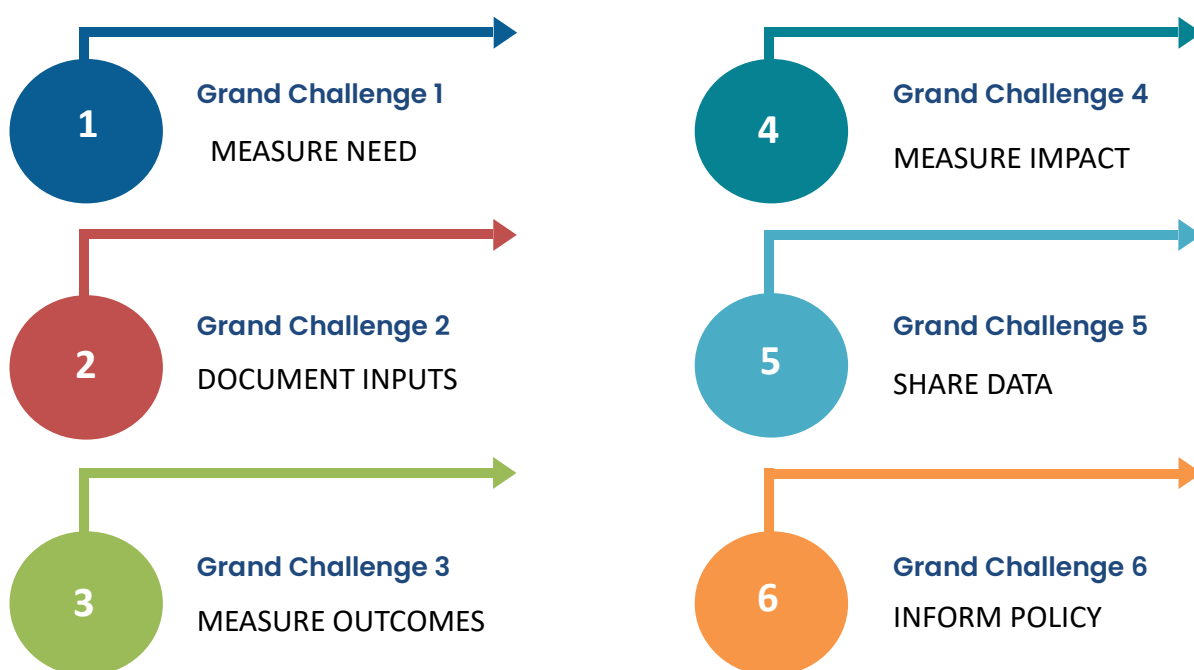 1
Grand Challenge 1
MEASURE NEED
2
Grand Challenge 2
DOCUMENT INPUTS
3
Grand Challenge 3
MEASURE OUTCOMES
4
Grand Challenge 4
MEASURE IMPACT
5
Grand Challenge 5
SHARE DATA
6
Grand Challenge 6
INFORM POLICY